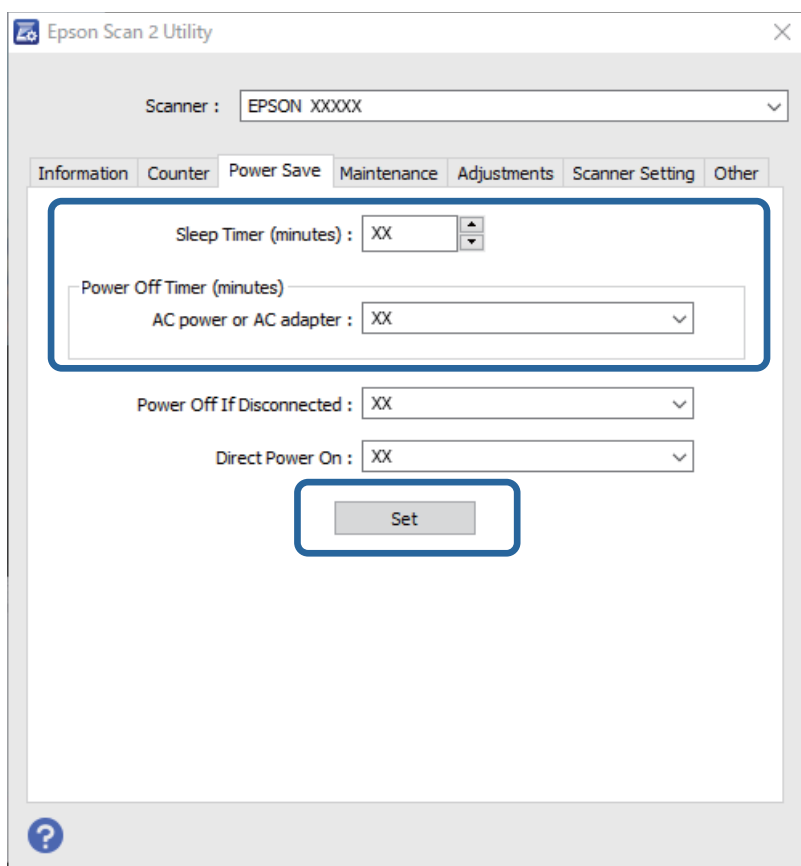 Epson Scan 2 Utility
Scanner : EPSON XXXXX
Information Counter Power Save Maintenance Adjustments Scanner Setting Other
Sleep Timer (minutes) : XX
Power Off Timer (minutes)
AC power or AC adapter : XX
Power Off If Disconnected : XX
Direct Power On : XX
Set
?